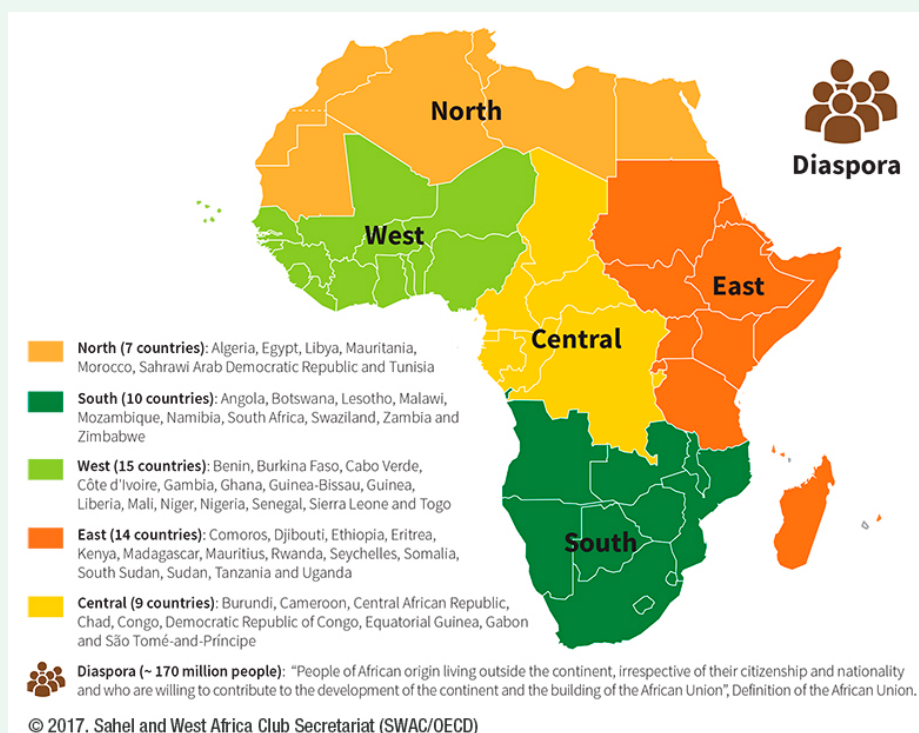 North
Diaspora
West
East
Central
South
North (7 countries): Algeria, Egypt, Libya, Mauritania,
Morocco, Sahrawi Arab Democratic Republic and Tunisia
South (10 countries): Angola, Botswana, Lesotho, Malawi,
Mozambique, Namibia, South Africa, Swaziland, Zambia and
Zimbabwe
West (15 countries): Benin, Burkina Faso, Cabo Verde,
Côte d'Ivoire, Gambia, Ghana, Guinea-Bissau, Guinea,
Liberia, Mali, Niger, Nigeria, Senegal, Sierra Leone and Togo
East (14 countries): Comoros, Djibouti, Ethiopia, Eritrea,
Kenya, Madagascar, Mauritius, Rwanda, Seychelles, Somalia,
South Sudan, Sudan, Tanzania and Uganda
Central (9 countries): Burundi, Cameroon, Central African Republic,
Chad, Congo, Democratic Republic of Congo, Equatorial Guinea, Gabon
and São Tomé-and-Príncipe
Diaspora (~ 170 million people): “People of African origin living outside the continent, irrespective of their citizenship and nationality
and who are willing to contribute to the development of the continent and the building of the African Union”, Definition of the African Union.
© 2017. Sahel and West Africa Club Secretariat (SWAC/OECD)